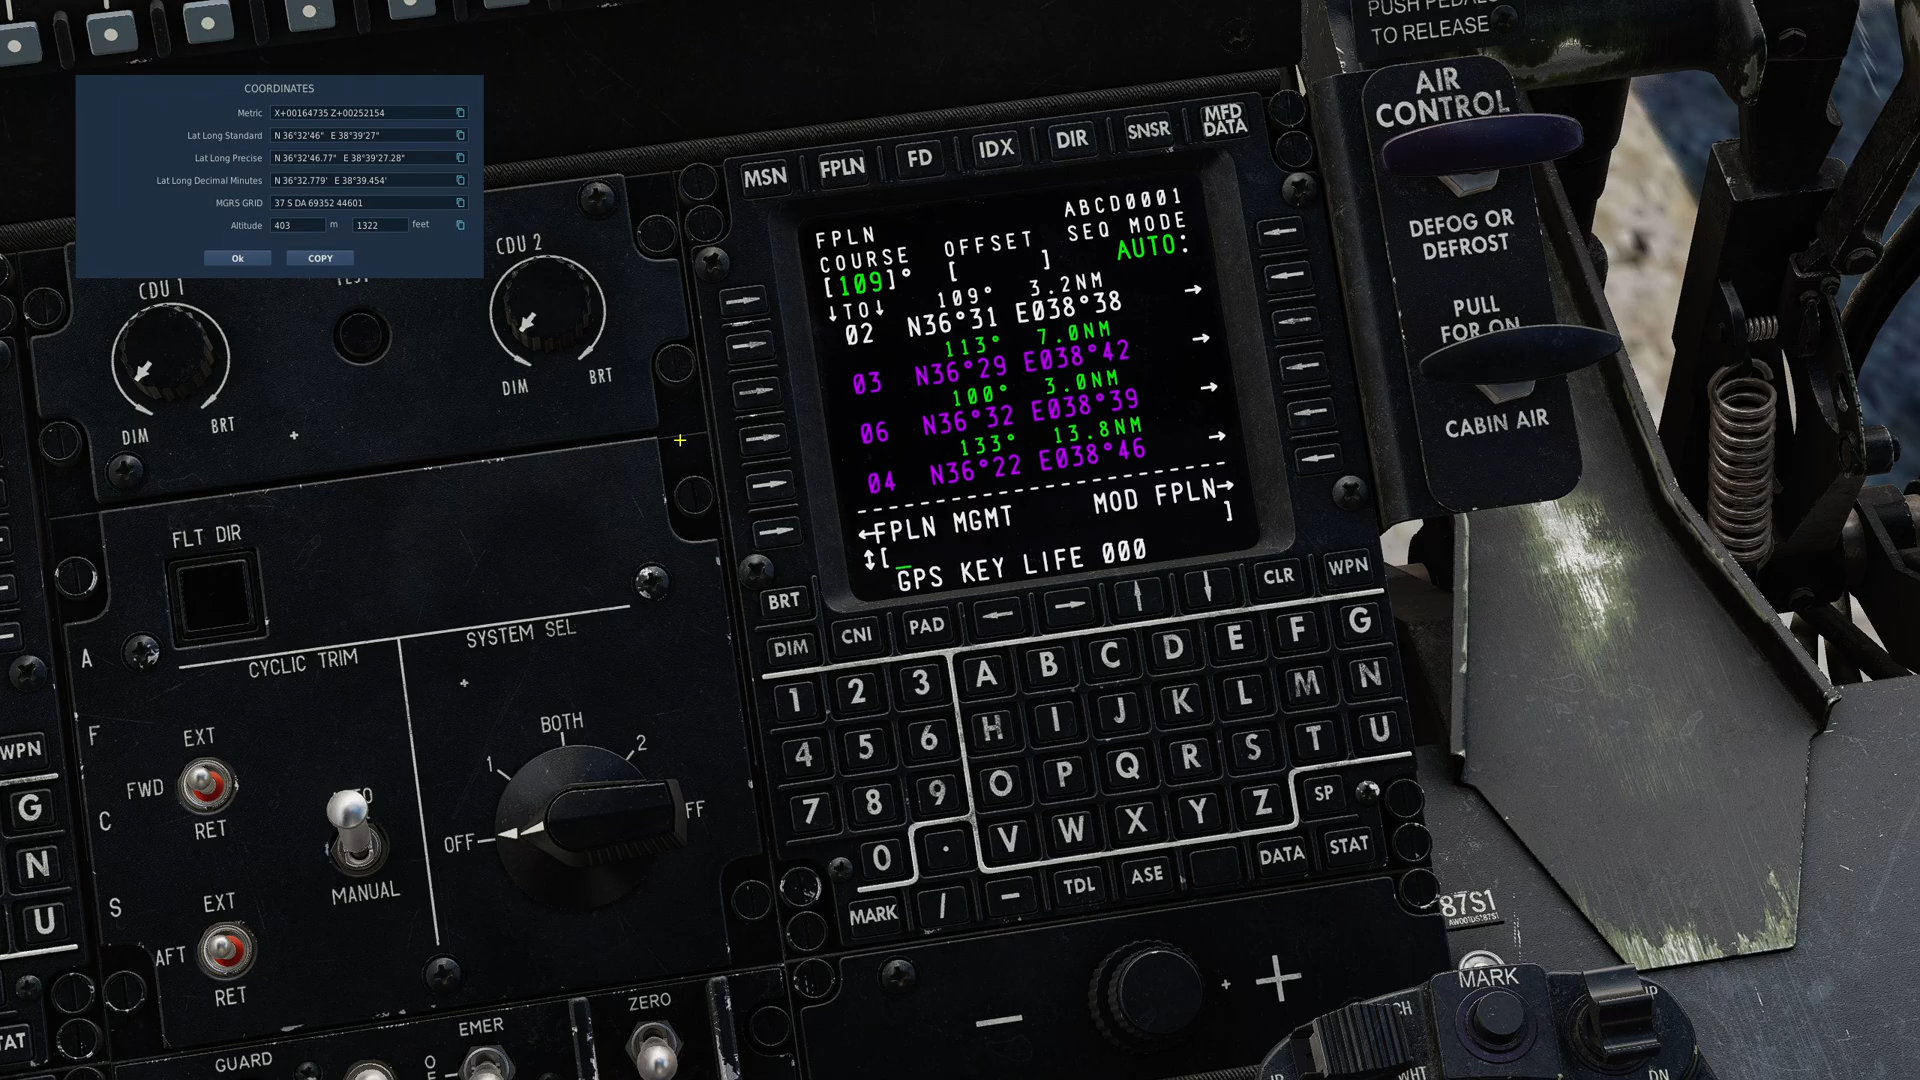 COORDINATES
Metric X+00164735 Z+00252154
Lat Long Standard N 36°32'46" E 38°39'27"
Lat Long Precise N 36°32'46.77" E 38°39'27.28"
Lat Long Decimal Minutes N 36°32.779' E 38°39.454'
MGRS GRID 37 S DA 69352 44601
Altitude 403 m 1322 feet
Ok COPY
PUSH PEDALS
TO RELEASE
AIR
CONTROL
DEFOG OR
DEFROST
PULL
FOR ON
CABIN AIR
MSN FPLN FD IDX DIR SNSR MFD
DATA
ABCD0001
FPLN
SEQ MODE
COURSE OFFSET AUTO:
[109]° [ ]
109° 3.2NM
↓TO↓
02 N36°31 E038°38 →
113° 7.0NM
03 N36°29 E038°42 →
100° 3.0NM
06 N36°32 E038°39 →
133° 13.8NM
04 N36°22 E038°46 →
--------------------
←FPLN MGMT MOD FPLN→
↕[_ ]
GPS KEY LIFE 000
CDU 1
CDU 2
DIM BRT
DIM BRT
FLT DIR
CYCLIC TRIM
SYSTEM SEL
A
F
C
S
EXT
FWD
RET
MANUAL
EXT
AFT
RET
BOTH
1
2
OFF
BRT
DIM CNI PAD ← → ↑ ↓ CLR WPN
1 2 3 A B C D E F G
4 5 6 H I J K L M N
7 8 9 O P Q R S T U
0 . V W X Y Z SP
MARK / − TDL ASE DATA STAT
WPN
G
N
U
87S1
− +
MARK
ZERO
EMER
GUARD
DN